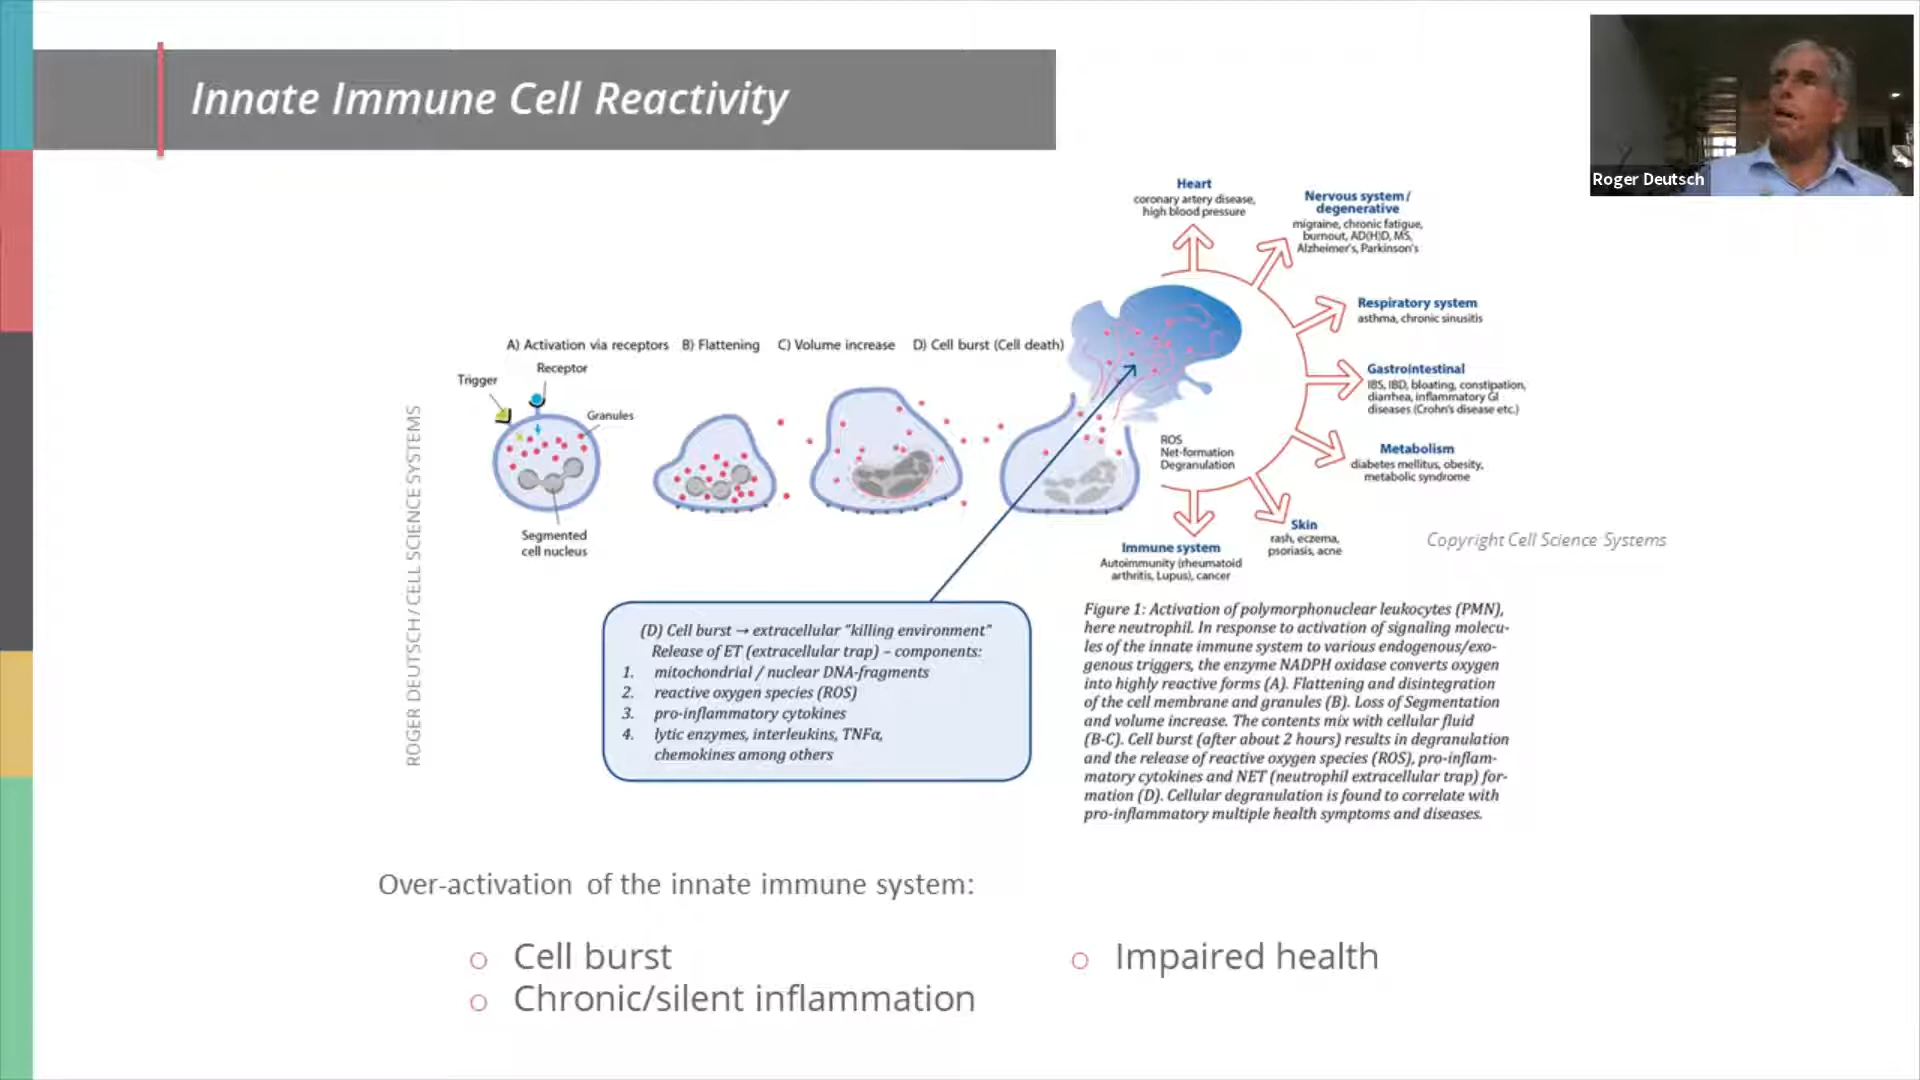 Innate Immune Cell Reactivity
Roger Deutsch
ROGER DEUTSCH / CELL SCIENCE SYSTEMS
A) Activation via receptors
B) Flattening
C) Volume increase
D) Cell burst (Cell death)
Trigger
Receptor
Granules
Segmented
cell nucleus
Heart
coronary artery disease,
high blood pressure
Nervous system /
degenerative
migraine, chronic fatigue,
burnout, AD(H)D, MS,
Alzheimer's, Parkinson's
Respiratory system
asthma, chronic sinusitis
Gastrointestinal
IBS, IBD, bloating, constipation,
diarrhea, inflammatory GI
diseases (Crohn's disease etc.)
Metabolism
diabetes mellitus, obesity,
metabolic syndrome
Skin
rash, eczema,
psoriasis, acne
Immune system
Autoimmunity (rheumatoid
arthritis, Lupus), cancer
ROS
Net-formation
Degranulation
Copyright Cell Science Systems
(D) Cell burst → extracellular "killing environment"
Release of ET (extracellular trap) – components:
1. mitochondrial / nuclear DNA-fragments
2. reactive oxygen species (ROS)
3. pro-inflammatory cytokines
4. lytic enzymes, interleukins, TNFα,
chemokines among others
Figure 1: Activation of polymorphonuclear leukocytes (PMN),
here neutrophil. In response to activation of signaling molecu-
les of the innate immune system to various endogenous/exo-
genous triggers, the enzyme NADPH oxidase converts oxygen
into highly reactive forms (A). Flattening and disintegration
of the cell membrane and granules (B). Loss of Segmentation
and volume increase. The contents mix with cellular fluid
(B-C). Cell burst (after about 2 hours) results in degranulation
and the release of reactive oxygen species (ROS), pro-inflam-
matory cytokines and NET (neutrophil extracellular trap) for-
mation (D). Cellular degranulation is found to correlate with
pro-inflammatory multiple health symptoms and diseases.
Over-activation of the innate immune system:
o Cell burst
o Chronic/silent inflammation
o Impaired health